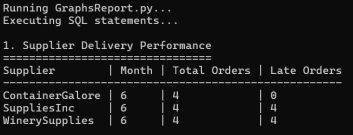 Running GraphsReport.py...
Executing SQL statements...
1. Supplier Delivery Performance
================================
Supplier | Month | Total Orders | Late Orders
----------------------------------------------------
ContainerGalore | 6 | 4 | 0
SuppliesInc | 6 | 4 | 4
WinerySupplies | 6 | 4 | 4